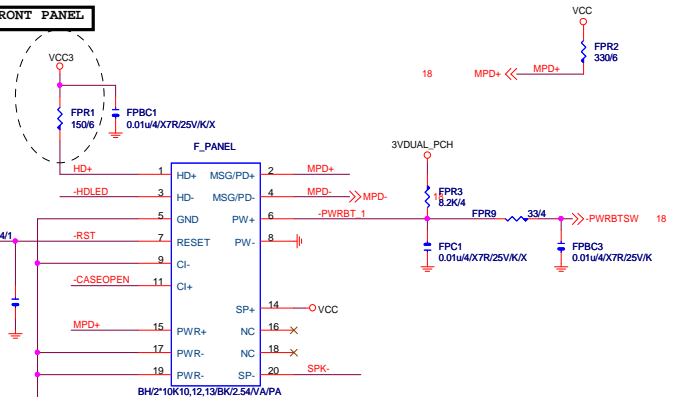 RONT PANEL
VCC
VCC3
FPR2
330/6
18 MPD+ MPD+
FPR1
150/6
FPBC1
0.01u/4/X7R/25V/K/X
F_PANEL
3VDUAL_PCH
HD+ 1 HD+ MSG/PD+ 2 MPD+
-HDLED 3 HD- MSG/PD- 4 MPD- MPD-
FPR3
8.2K/4
5 GND PW+ 6 -PWRBT_1
FPR9 33/4 -PWRBTSW 18
4/1 -RST 7 RESET PW- 8
FPC1
0.01u/4/X7R/25V/K/X
FPBC3
0.01u/4/X7R/25V/K
9 CI-
-CASEOPEN 11 CI+
SP+ 14 VCC
MPD+ 15 PWR+ NC 16
17 PWR- NC 18
19 PWR- SP- 20 SPK-
BH/2*10K10,12,13/BK/2.54/VA/PA